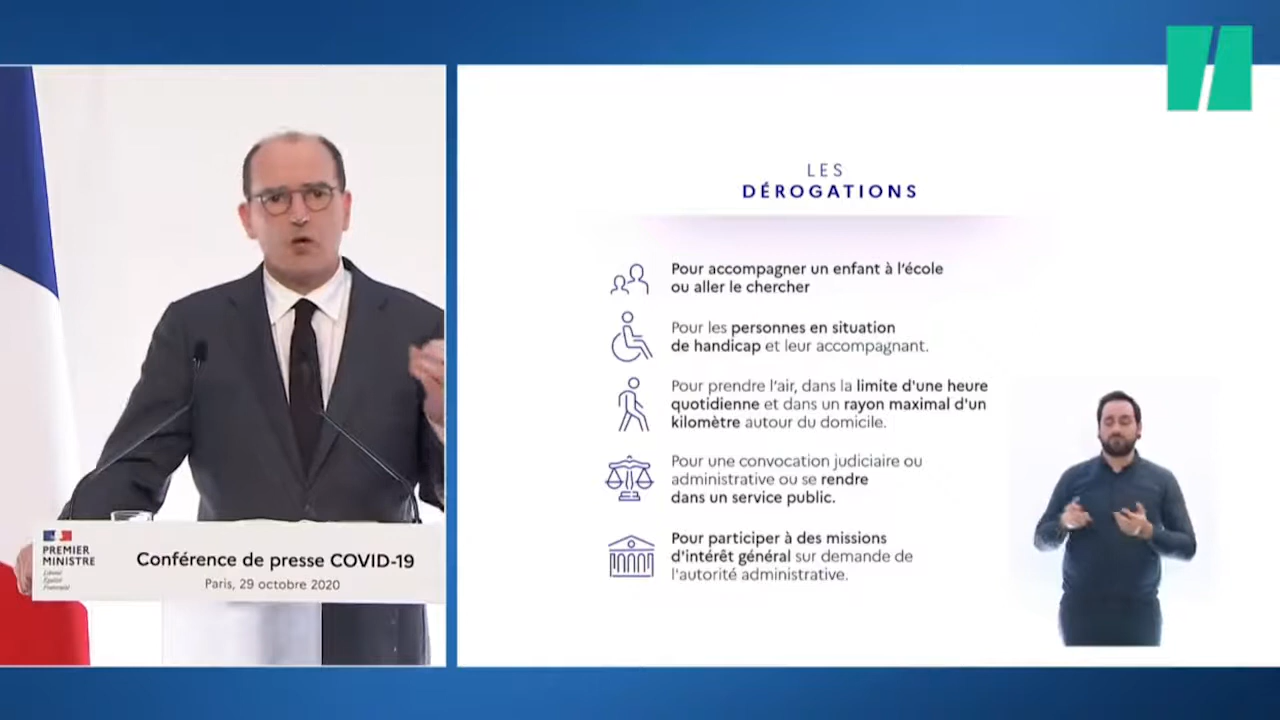 LES
DÉROGATIONS
Pour accompagner un enfant à l'école
ou aller le chercher
Pour les personnes en situation
de handicap et leur accompagnant.
Pour prendre l'air, dans la limite d'une heure
quotidienne et dans un rayon maximal d'un
kilomètre autour du domicile.
Pour une convocation judiciaire ou
administrative ou se rendre
dans un service public.
Pour participer à des missions
d'intérêt général sur demande de
l'autorité administrative.
PREMIER
MINISTRE
Liberté
Égalité
Fraternité
Conférence de presse COVID-19
Paris, 29 octobre 2020